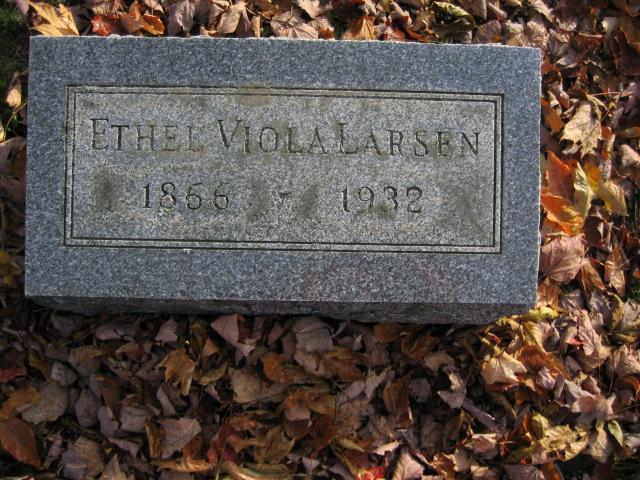 ETHEL VIOLA LARSEN
1866 - 1932